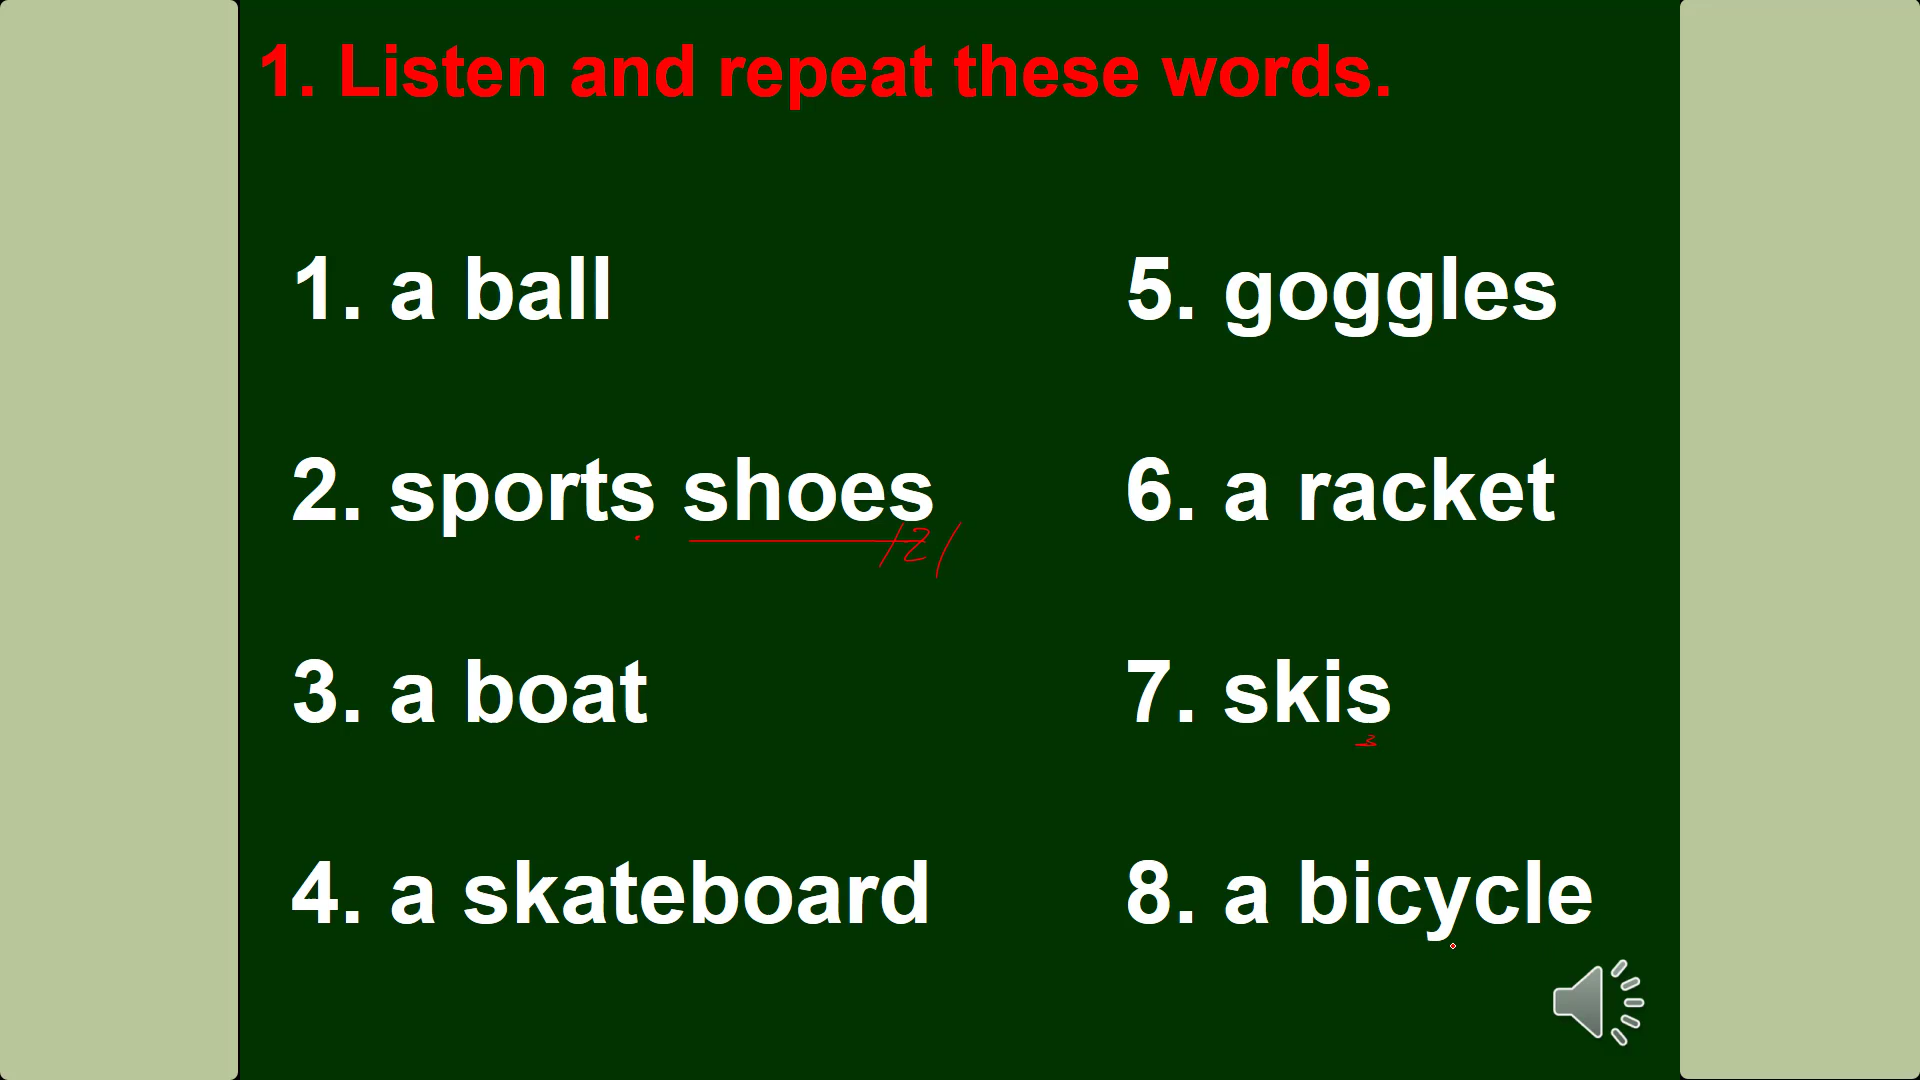 1. Listen and repeat these words.
1. a ball
2. sports shoes
/z/
3. a boat
4. a skateboard
5. goggles
6. a racket
7. skis
8. a bicycle